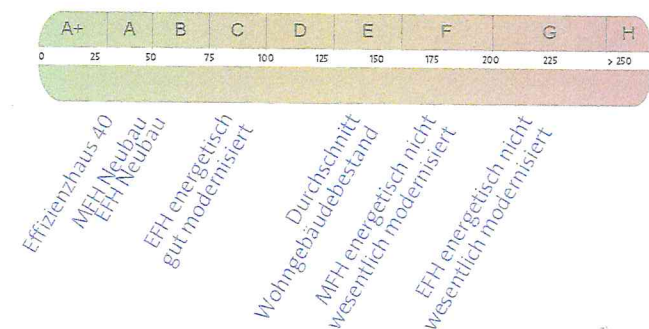 A+ A B C D E F G H
0 25 50 75 100 125 150 175 200 225 > 250
Effizienzhaus 40
MFH Neubau
EFH Neubau
EFH energetisch
gut modernisiert
Durchschnitt
Wohngebäudebestand
MFH energetisch nicht
wesentlich modernisiert
EFH energetisch nicht
wesentlich modernisiert